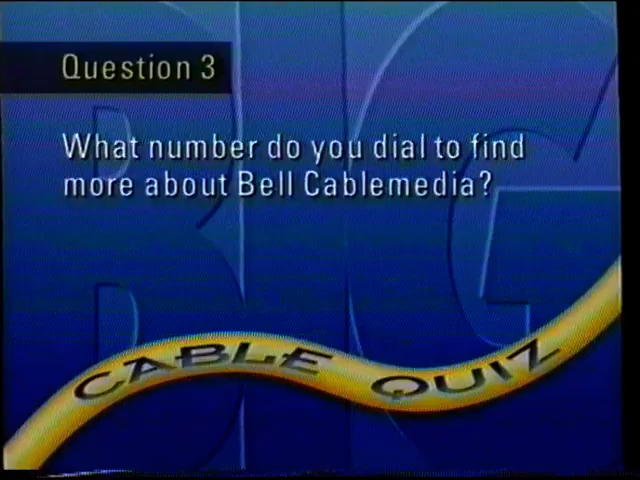 Question 3
What number do you dial to find
more about Bell Cablemedia?
BIG
CABLE QUIZ